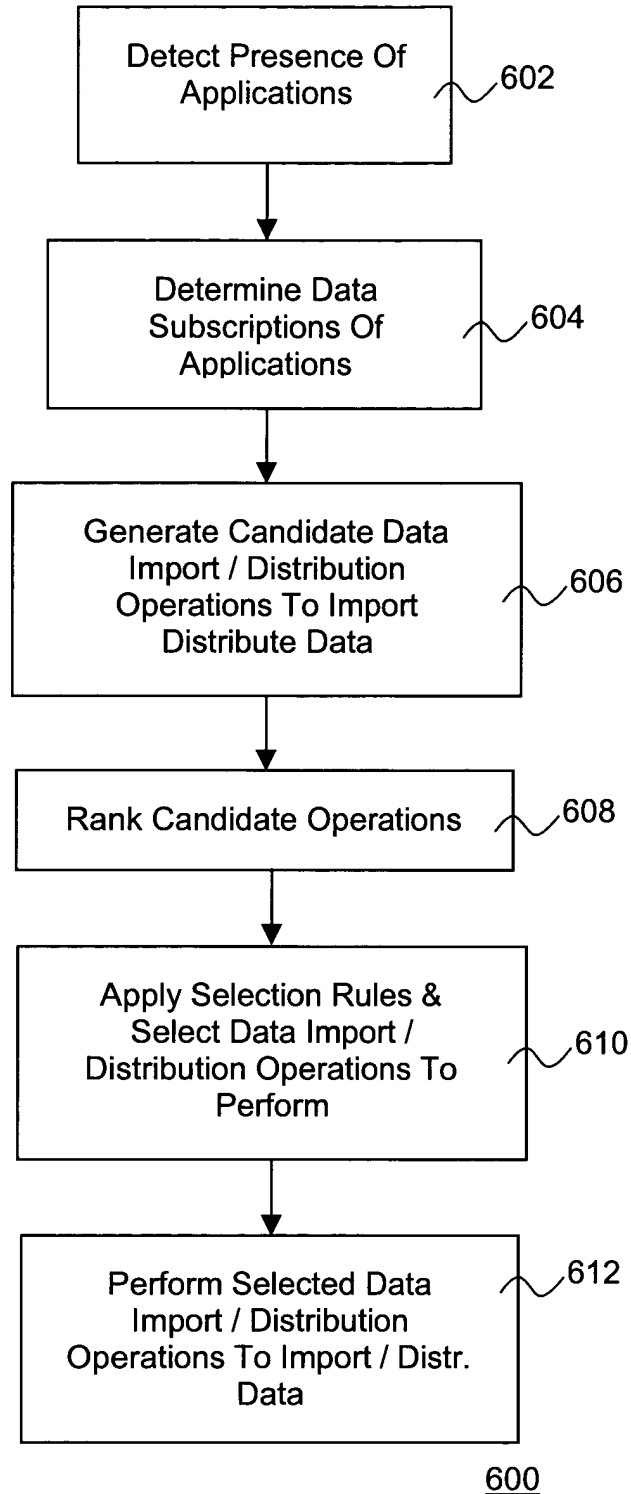 Detect Presence Of
Applications
602
Determine Data
Subscriptions Of
Applications
604
Generate Candidate Data
Import / Distribution
Operations To Import
Distribute Data
606
Rank Candidate Operations
608
Apply Selection Rules &
Select Data Import /
Distribution Operations To
Perform
610
Perform Selected Data
Import / Distribution
Operations To Import / Distr.
Data
612
600